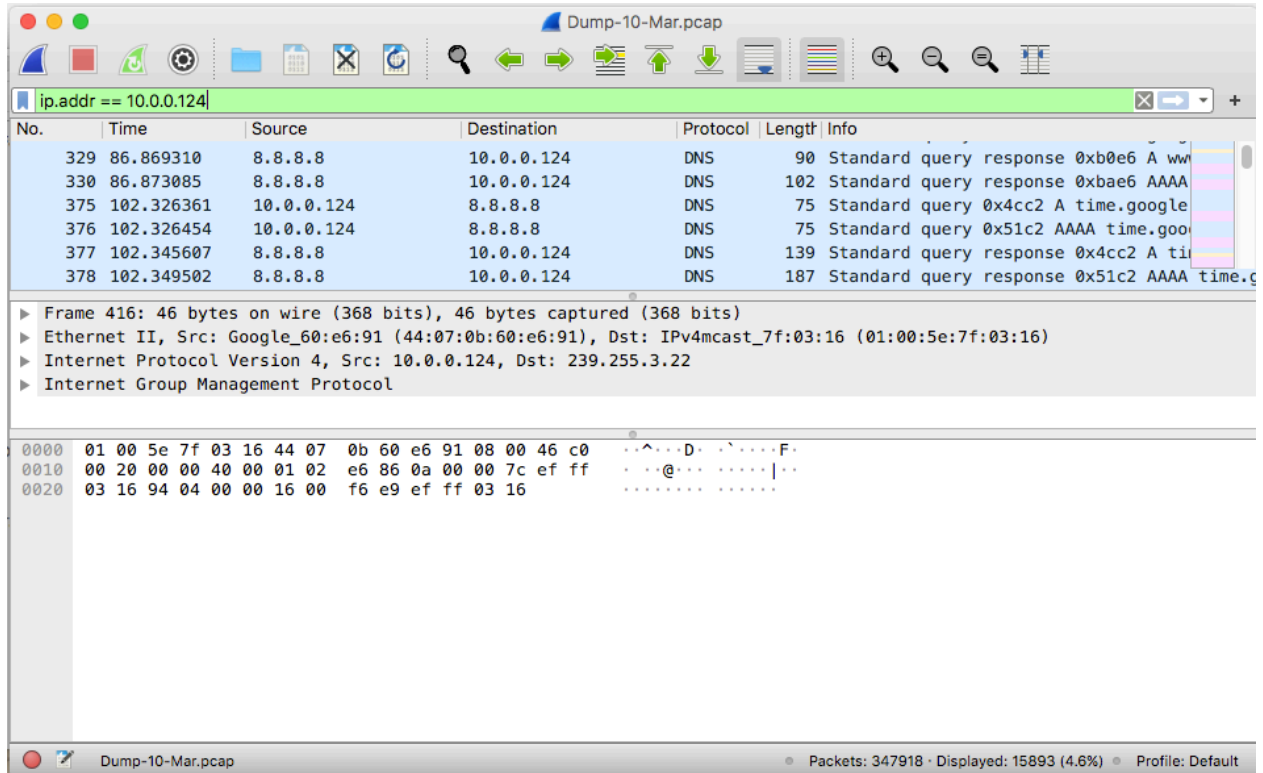 Dump-10-Mar.pcap
ip.addr == 10.0.0.124
No. Time Source Destination Protocol Length Info
329 86.869310 8.8.8.8 10.0.0.124 DNS 90 Standard query response 0xb0e6 A ww
330 86.873085 8.8.8.8 10.0.0.124 DNS 102 Standard query response 0xbae6 AAAA
375 102.326361 10.0.0.124 8.8.8.8 DNS 75 Standard query 0x4cc2 A time.google
376 102.326454 10.0.0.124 8.8.8.8 DNS 75 Standard query 0x51c2 AAAA time.goo
377 102.345607 8.8.8.8 10.0.0.124 DNS 139 Standard query response 0x4cc2 A ti
378 102.349502 8.8.8.8 10.0.0.124 DNS 187 Standard query response 0x51c2 AAAA time.g
Frame 416: 46 bytes on wire (368 bits), 46 bytes captured (368 bits)
Ethernet II, Src: Google_60:e6:91 (44:07:0b:60:e6:91), Dst: IPv4mcast_7f:03:16 (01:00:5e:7f:03:16)
Internet Protocol Version 4, Src: 10.0.0.124, Dst: 239.255.3.22
Internet Group Management Protocol
0000 01 00 5e 7f 03 16 44 07 0b 60 e6 91 08 00 46 c0 ··^···D· ·`····F·
0010 00 20 00 00 40 00 01 02 e6 86 0a 00 00 7c ef ff · ··@··· ·····|··
0020 03 16 94 04 00 00 16 00 f6 e9 ef ff 03 16 ········ ······
Dump-10-Mar.pcap Packets: 347918 · Displayed: 15893 (4.6%) Profile: Default